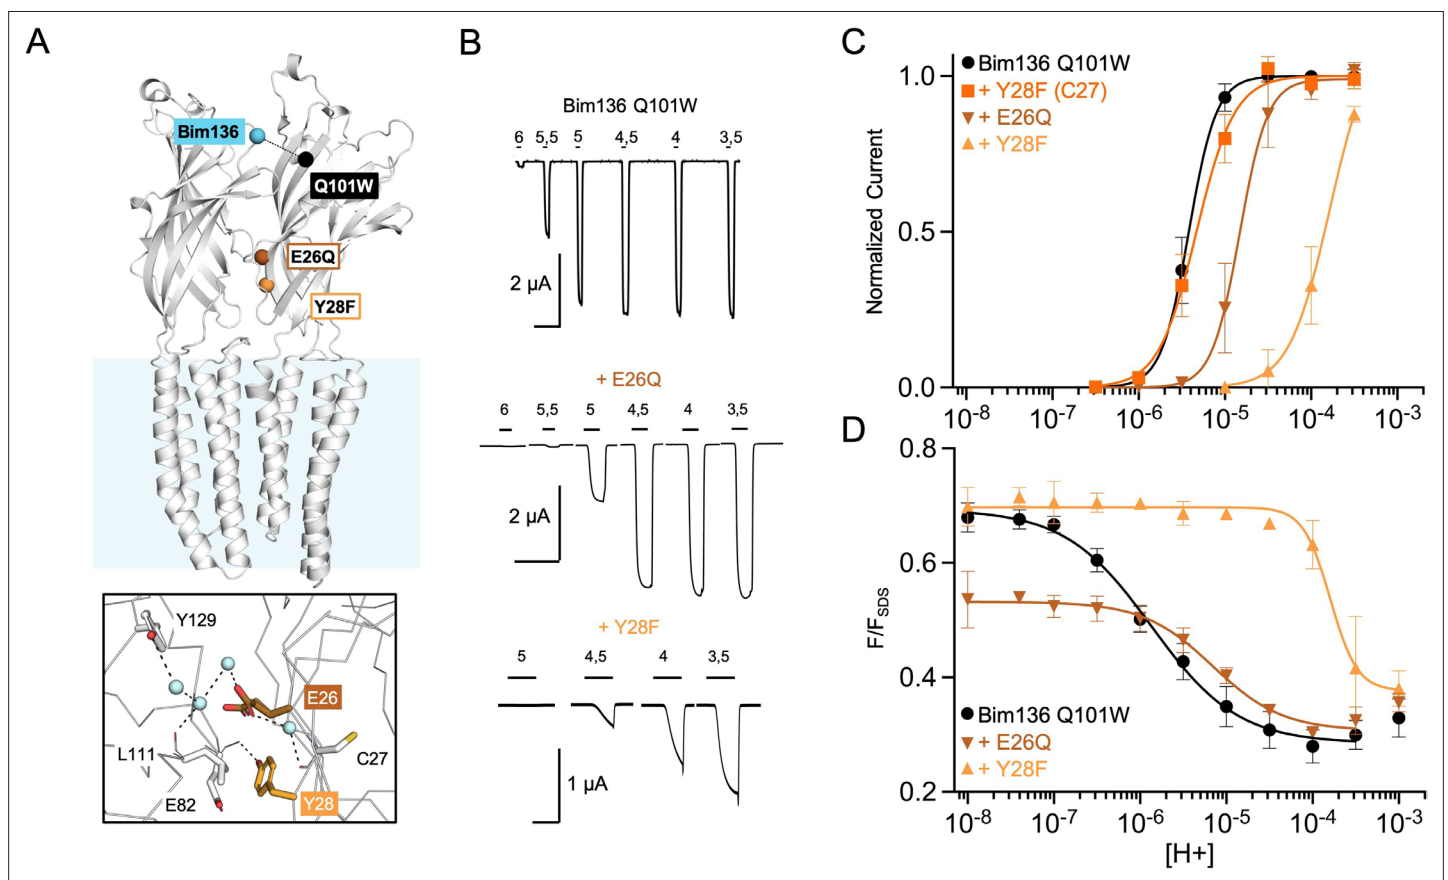 A
Bim136
Q101W
E26Q
Y28F
Y129
E26
L111
C27
E82
Y28
B
Bim136 Q101W
6 5,5 5 4,5 4 3,5
2 µA
+ E26Q
6 5,5 5 4,5 4 3,5
2 µA
+ Y28F
5 4,5 4 3,5
1 µA
C
Bim136 Q101W
+ Y28F (C27)
+ E26Q
+ Y28F
Normalized Current
1.0
0.5
0.0
10-8 10-7 10-6 10-5 10-4 10-3
D
F/FSDS
0.8
0.6
0.4
0.2
Bim136 Q101W
+ E26Q
+ Y28F
10-8 10-7 10-6 10-5 10-4 10-3
[H+]